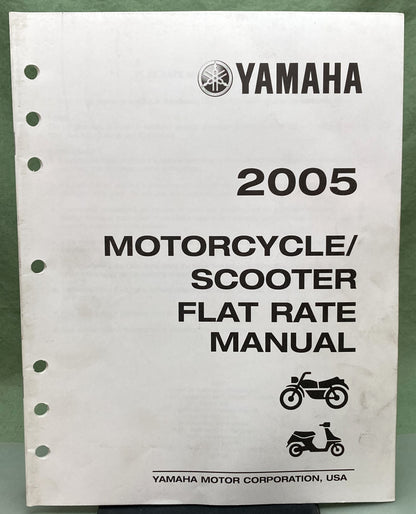 YAMAHA
2005
MOTORCYCLE/
SCOOTER
FLAT RATE
MANUAL
YAMAHA MOTOR CORPORATION, USA